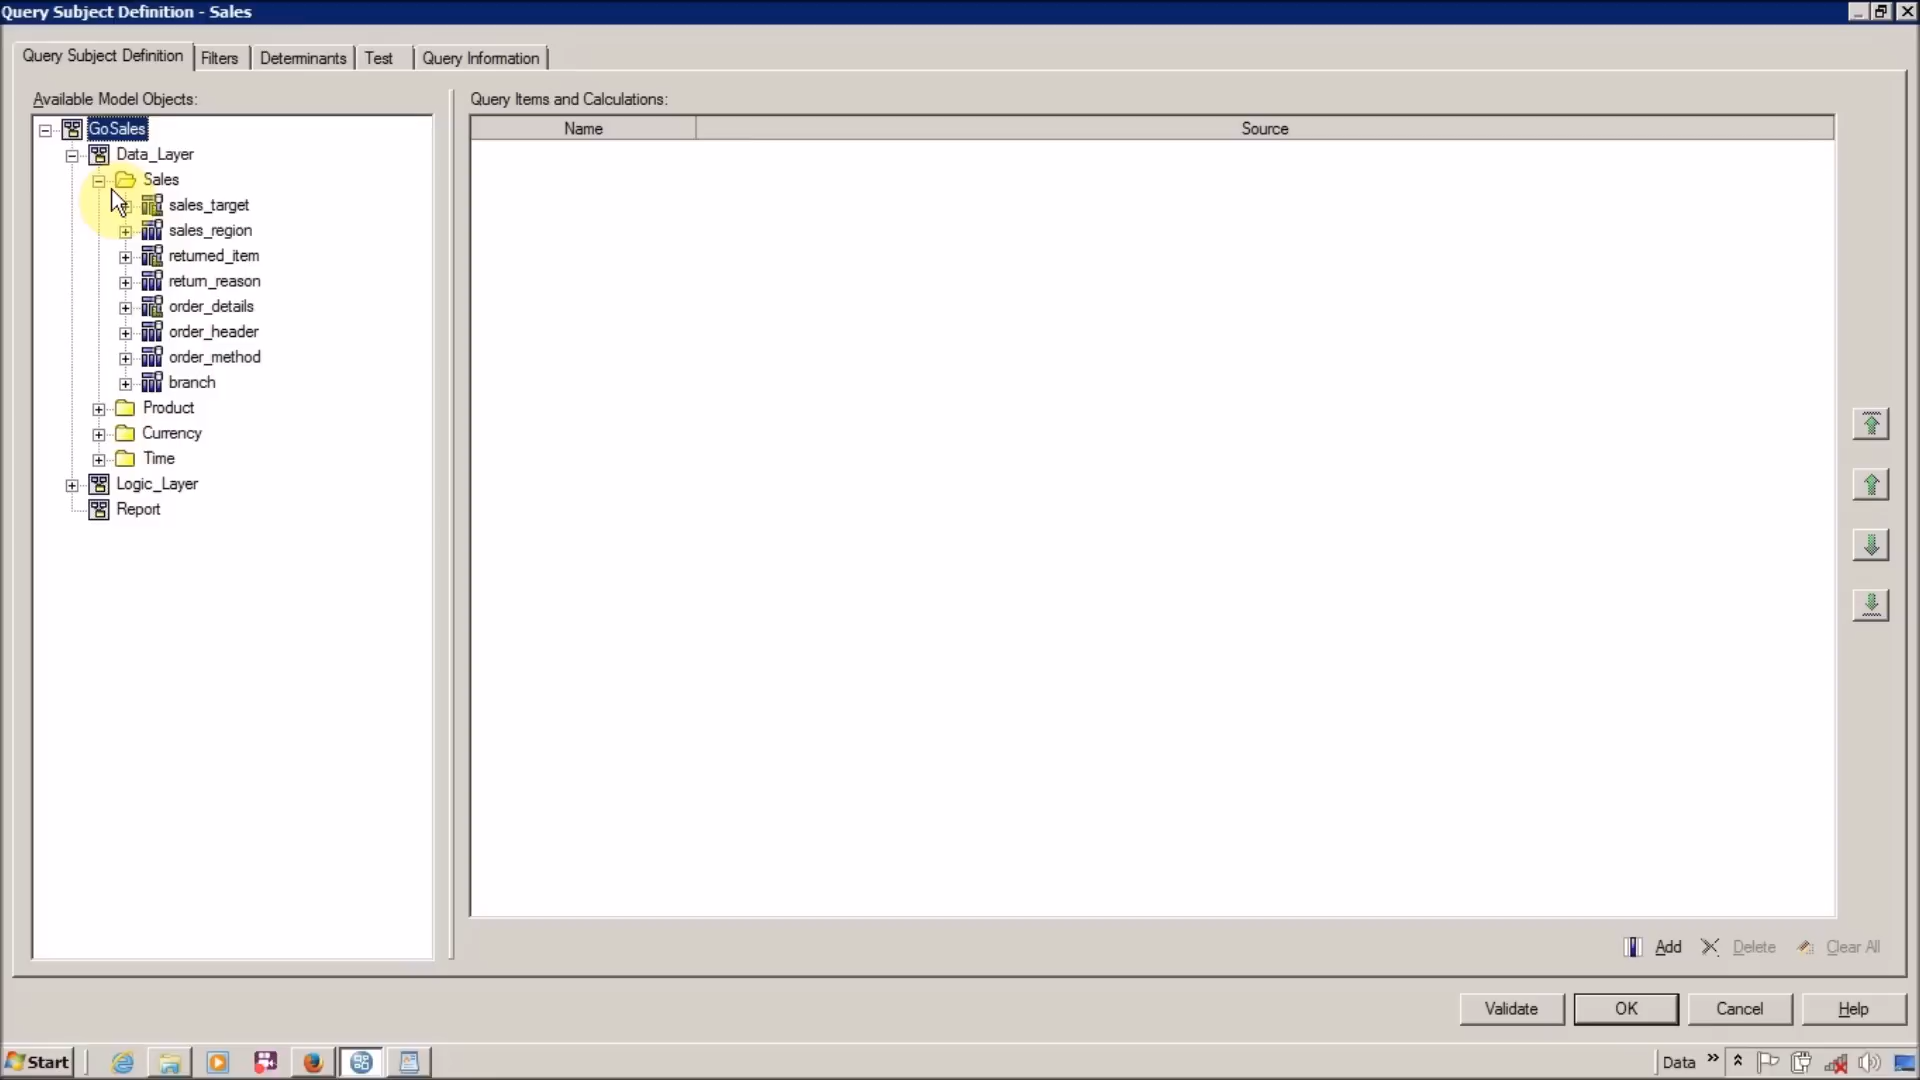 Query Subject Definition - Sales
Query Subject Definition
Filters
Determinants
Test
Query Information
Available Model Objects:
Query Items and Calculations:
Name
Source
GoSales
Data_Layer
Sales
sales_target
sales_region
returned_item
return_reason
order_details
order_header
order_method
branch
Product
Currency
Time
Logic_Layer
Report
Add
Delete
Clear All
Validate
OK
Cancel
Help
Start
Data